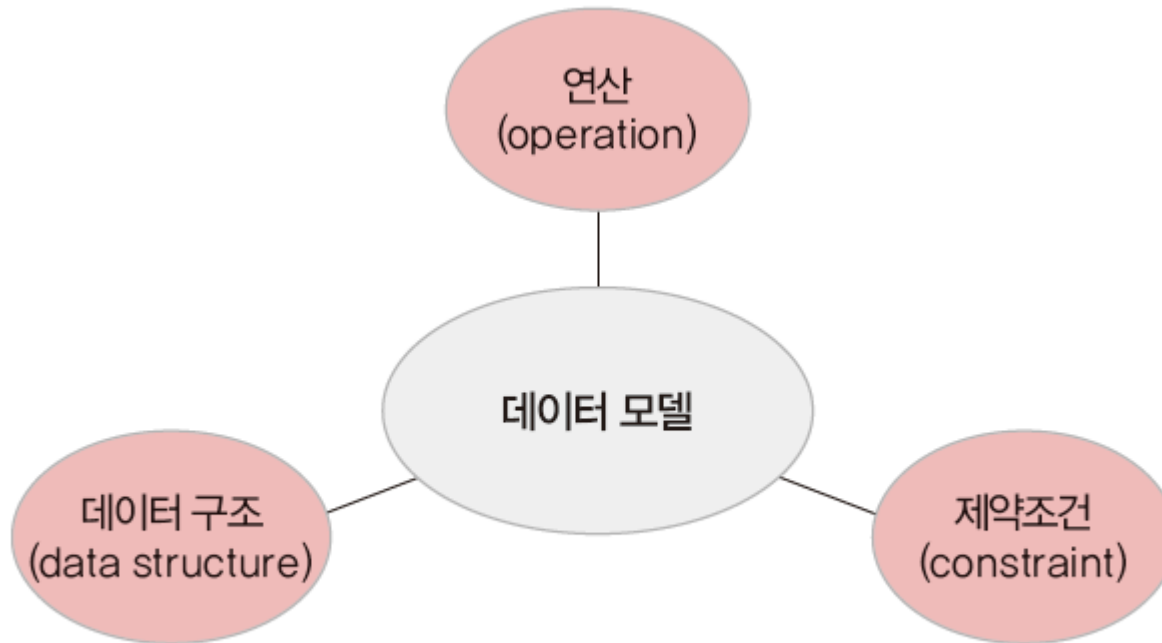 연산
(operation)
데이터 모델
데이터 구조
(data structure)
제약조건
(constraint)